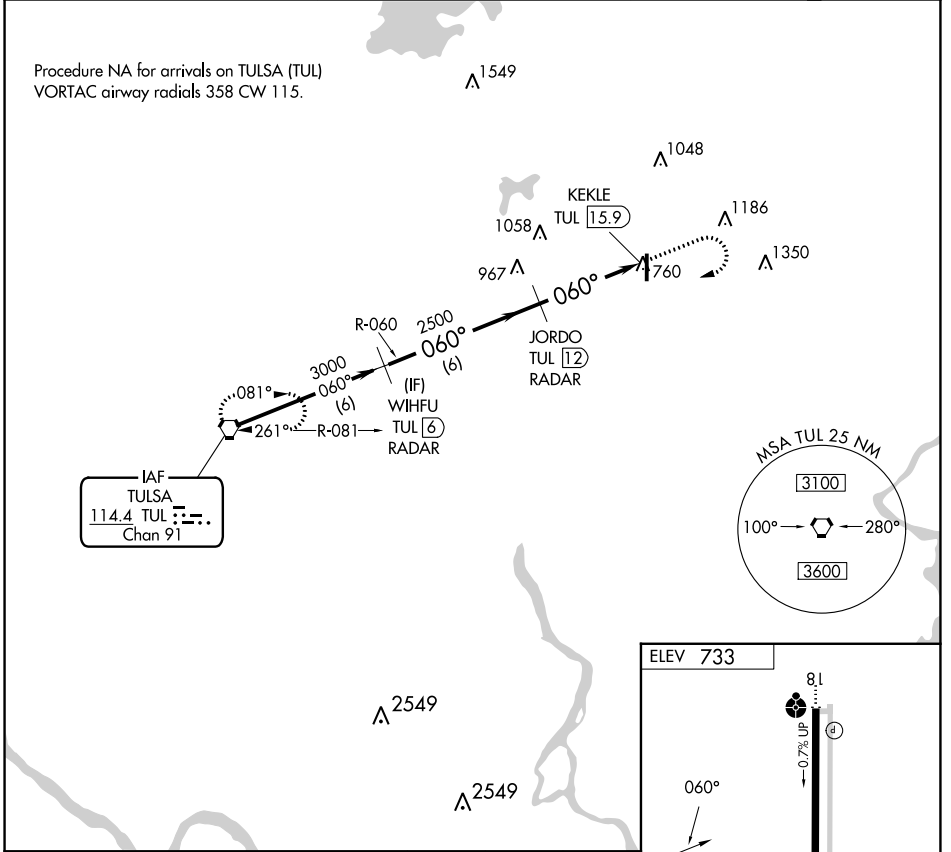 Procedure NA for arrivals on TULSA (TUL)
VORTAC airway radials 358 CW 115.
1549
1048
KEKLE
TUL 15.9
1186
1058
1350
967
760
060°
R-060
2500
060°
(6)
JORDO
TUL 12
RADAR
3000
060°
(6)
(IF)
WIHFU
TUL 6
RADAR
081°
261°
R-081
IAF
TULSA
114.4 TUL
Chan 91
MSA TUL 25 NM
3100
100°
280°
3600
ELEV 733
18
0.7% UP
P
060°
2549
2549